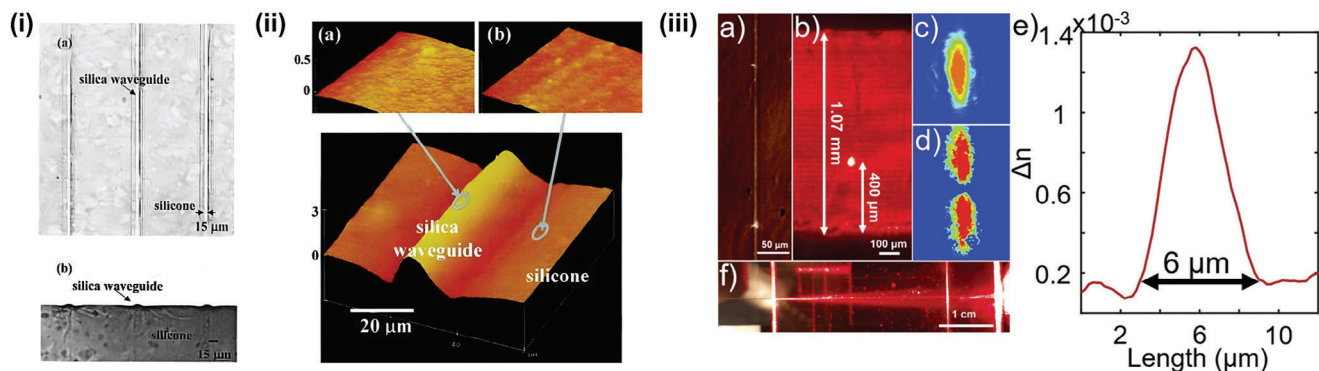 (i)
(a)
silica waveguide
silicone
15 μm
(b)
silica waveguide
silicone
15 μm
(ii)
(a)
(b)
0.5
0
3
0
silica
waveguide
silicone
20 μm
40
(iii)
a)
50 μm
b)
1.07 mm
400 μm
100 μm
c)
d)
e)
x10⁻³
1.4
1.0
0.6
0.2
Δn
6 μm
2
6
10
Length (μm)
f)
1 cm